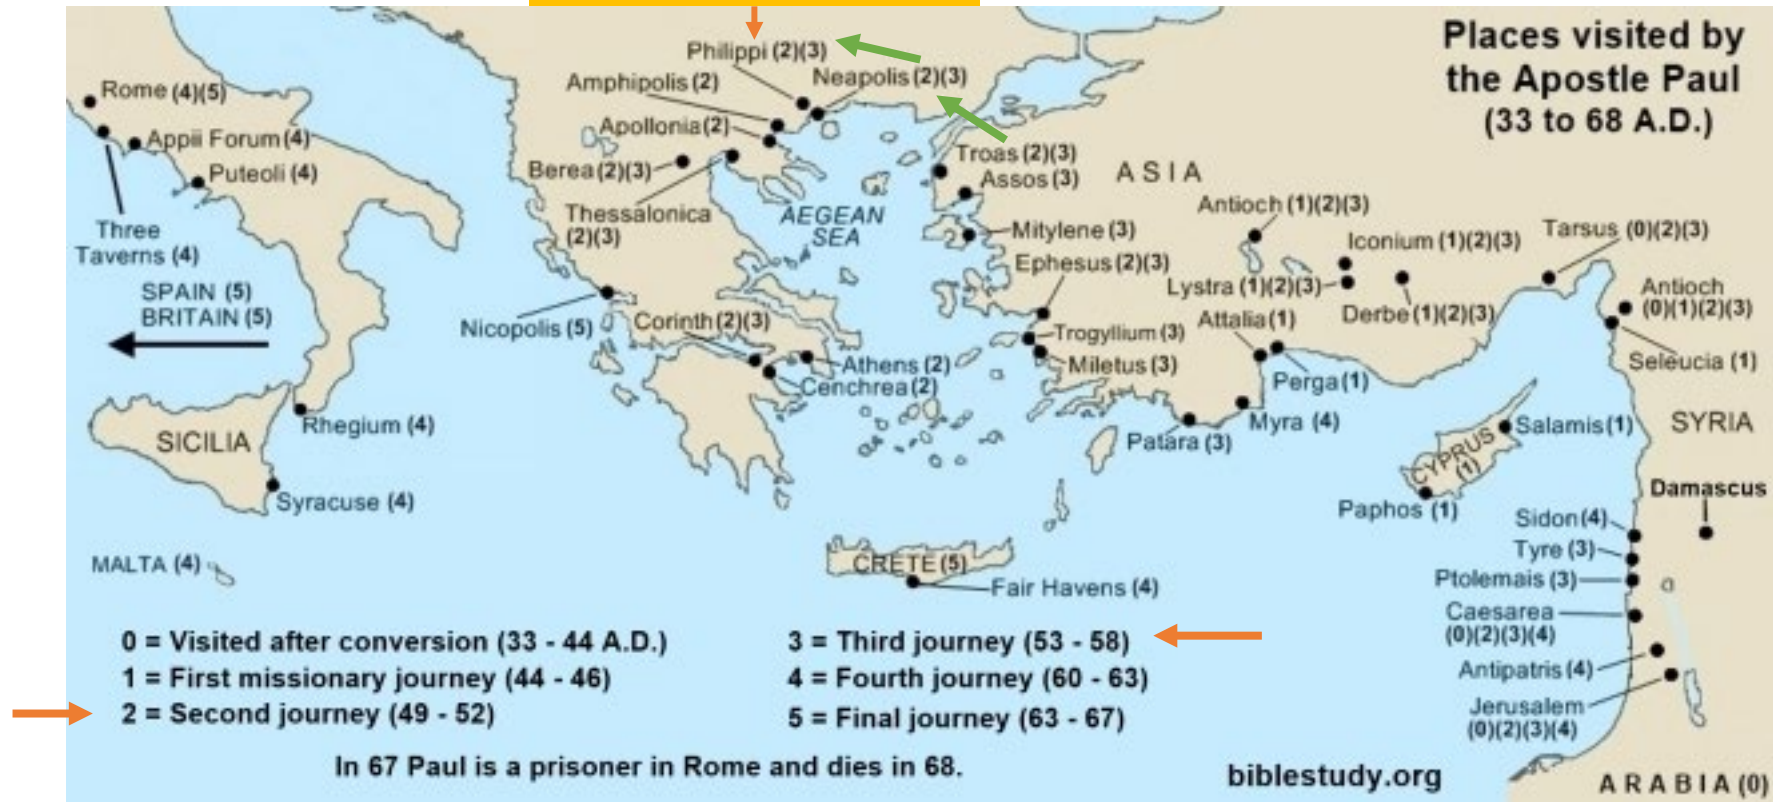 Places visited by
the Apostle Paul
(33 to 68 A.D.)
Philippi (2)(3)
Neapolis (2)(3)
Amphipolis (2)
Apollonia (2)
Berea (2)(3)
Thessalonica
(2)(3)
Rome (4)(5)
Appii Forum (4)
Puteoli (4)
Three
Taverns (4)
SPAIN (5)
BRITAIN (5)
AEGEAN
SEA
Troas (2)(3)
Assos (3)
ASIA
Mitylene (3)
Ephesus (2)(3)
Antioch (1)(2)(3)
Iconium (1)(2)(3)
Tarsus (0)(2)(3)
Lystra (1)(2)(3)
Derbe (1)(2)(3)
Antioch
(0)(1)(2)(3)
Seleucia (1)
Nicopolis (5)
Corinth (2)(3)
Athens (2)
Cenchrea (2)
Trogyllium (3)
Miletus (3)
Attalia (1)
Perga (1)
Myra (4)
Patara (3)
SICILIA
Rhegium (4)
Syracuse (4)
MALTA (4)
CYPRUS
(1)
Salamis (1)
Paphos (1)
SYRIA
Damascus
Sidon (4)
Tyre (3)
Ptolemais (3)
Caesarea
(0)(2)(3)(4)
Antipatris (4)
Jerusalem
(0)(2)(3)(4)
CRETE (5)
Fair Havens (4)
0 = Visited after conversion (33 - 44 A.D.)
1 = First missionary journey (44 - 46)
2 = Second journey (49 - 52)
3 = Third journey (53 - 58)
4 = Fourth journey (60 - 63)
5 = Final journey (63 - 67)
In 67 Paul is a prisoner in Rome and dies in 68.
biblestudy.org
ARABIA (0)